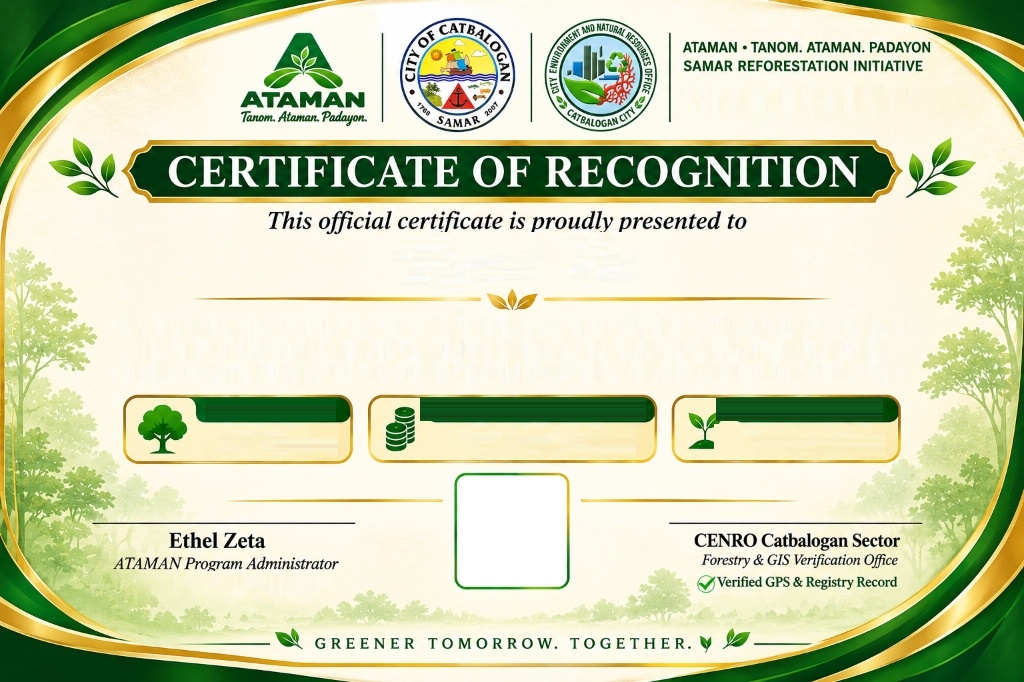 ATAMAN
Tanom. Ataman. Padayon.
CITY OF CATBALOGAN
1768 SAMAR 2007
CITY ENVIRONMENT AND NATURAL RESOURCES OFFICE
CATBALOGAN CITY
ATAMAN • TANOM. ATAMAN. PADAYON
SAMAR REFORESTATION INITIATIVE
CERTIFICATE OF RECOGNITION
This official certificate is proudly presented to
Ethel Zeta
ATAMAN Program Administrator
CENRO Catbalogan Sector
Forestry & GIS Verification Office
Verified GPS & Registry Record
GREENER TOMORROW. TOGETHER.